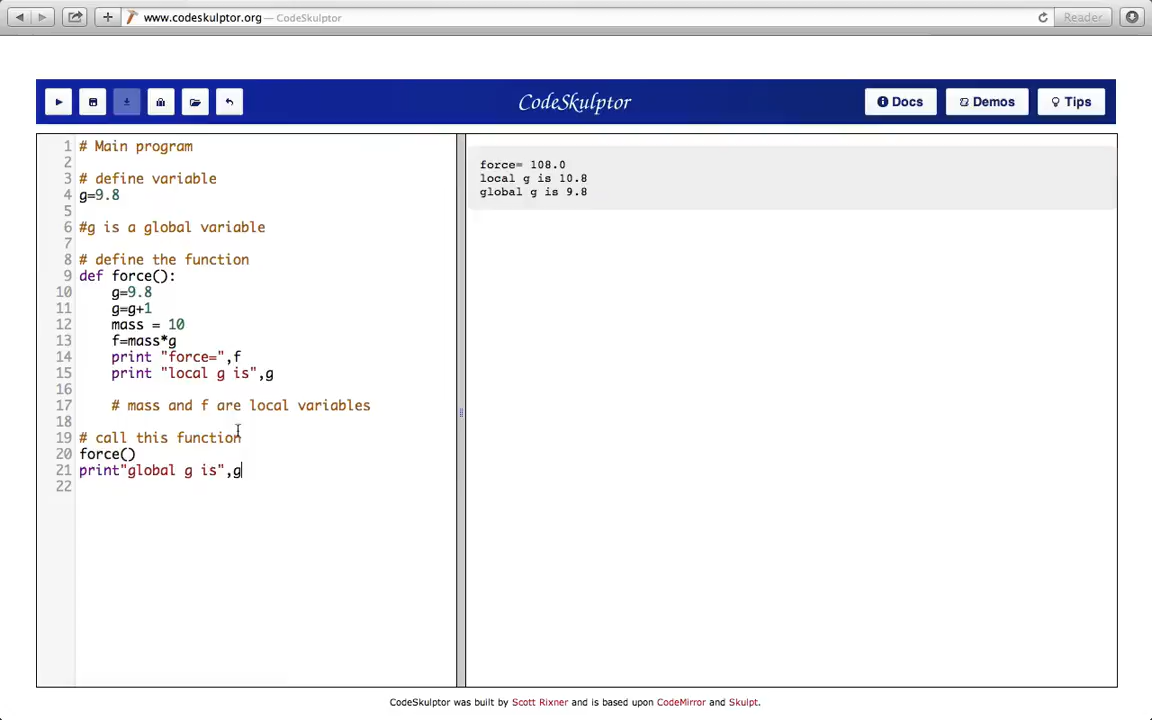 www.codeskulptor.org — CodeSkulptor
Reader
CodeSkulptor
Docs
Demos
Tips
1 # Main program
2
3 # define variable
4 g=9.8
5
6 #g is a global variable
7
8 # define the function
9 def force():
10 g=9.8
11 g=g+1
12 mass = 10
13 f=mass*g
14 print "force=",f
15 print "local g is",g
16
17 # mass and f are local variables
18
19 # call this function
20 force()
21 print"global g is",g
22
force= 108.0
local g is 10.8
global g is 9.8
CodeSkulptor was built by Scott Rixner and is based upon CodeMirror and Skulpt.